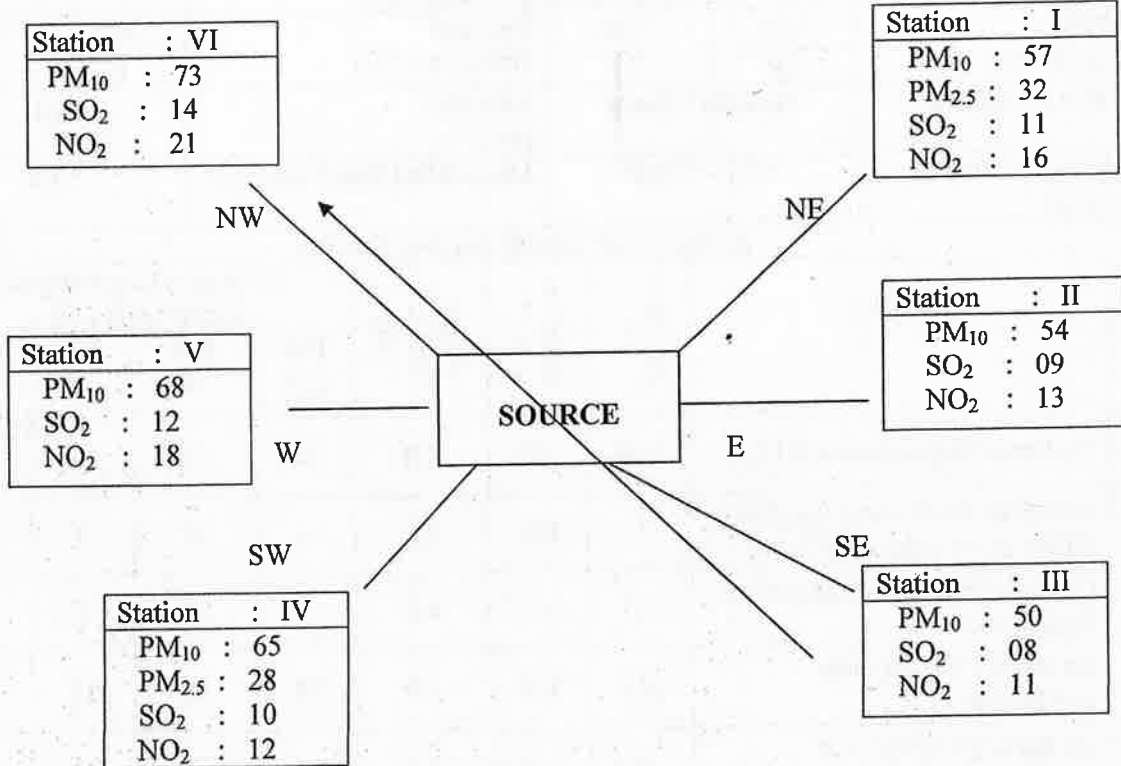 Station : VI
PM₁₀ : 73
SO₂ : 14
NO₂ : 21
Station : I
PM₁₀ : 57
PM₂.₅ : 32
SO₂ : 11
NO₂ : 16
NW
NE
Station : II
PM₁₀ : 54
SO₂ : 09
NO₂ : 13
Station : V
PM₁₀ : 68
SO₂ : 12
NO₂ : 18
SOURCE
W
E
SW
SE
Station : III
PM₁₀ : 50
SO₂ : 08
NO₂ : 11
Station : IV
PM₁₀ : 65
PM₂.₅ : 28
SO₂ : 10
NO₂ : 12